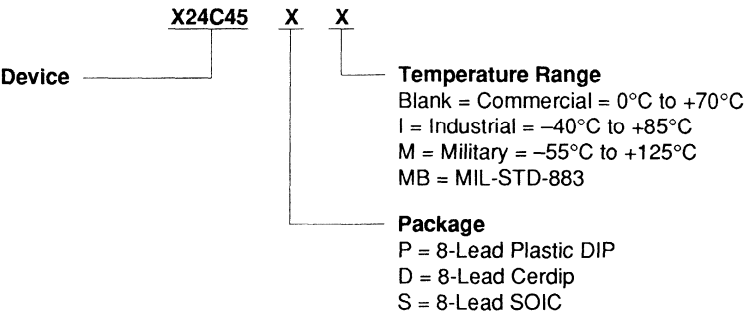 X24C45 X X
Device
Temperature Range
Blank = Commercial = 0°C to +70°C
I = Industrial = –40°C to +85°C
M = Military = –55°C to +125°C
MB = MIL-STD-883
Package
P = 8-Lead Plastic DIP
D = 8-Lead Cerdip
S = 8-Lead SOIC